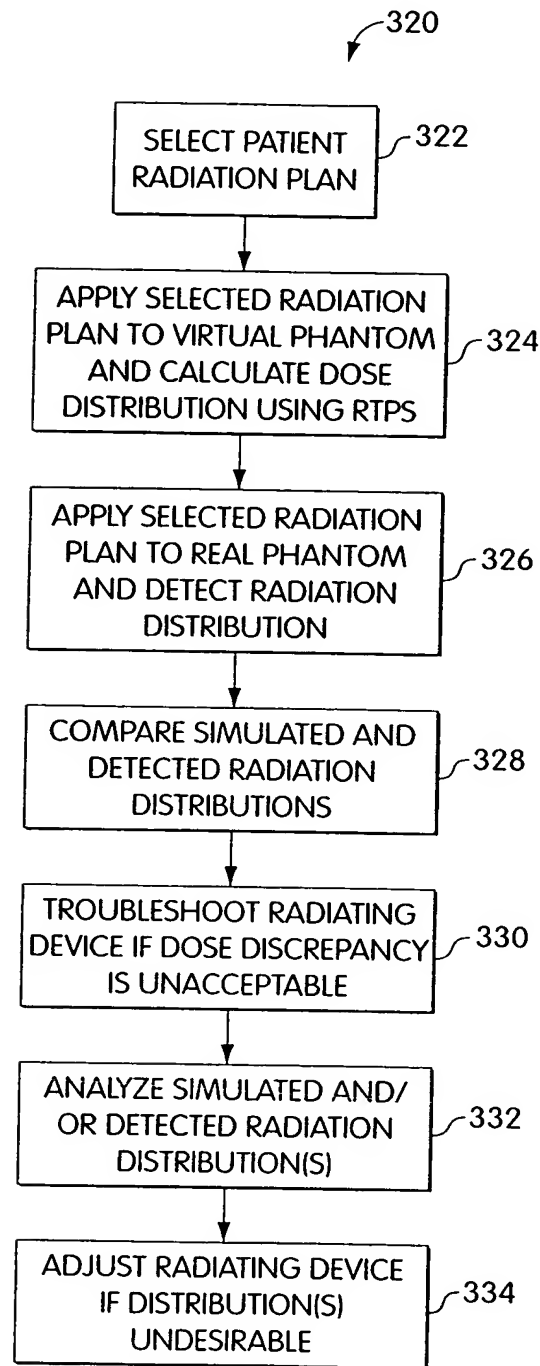 320
SELECT PATIENT
RADIATION PLAN
322
APPLY SELECTED RADIATION
PLAN TO VIRTUAL PHANTOM
AND CALCULATE DOSE
DISTRIBUTION USING RTPS
324
APPLY SELECTED RADIATION
PLAN TO REAL PHANTOM
AND DETECT RADIATION
DISTRIBUTION
326
COMPARE SIMULATED AND
DETECTED RADIATION
DISTRIBUTIONS
328
TROUBLESHOOT RADIATING
DEVICE IF DOSE DISCREPANCY
IS UNACCEPTABLE
330
ANALYZE SIMULATED AND/
OR DETECTED RADIATION
DISTRIBUTION(S)
332
ADJUST RADIATING DEVICE
IF DISTRIBUTION(S)
UNDESIRABLE
334